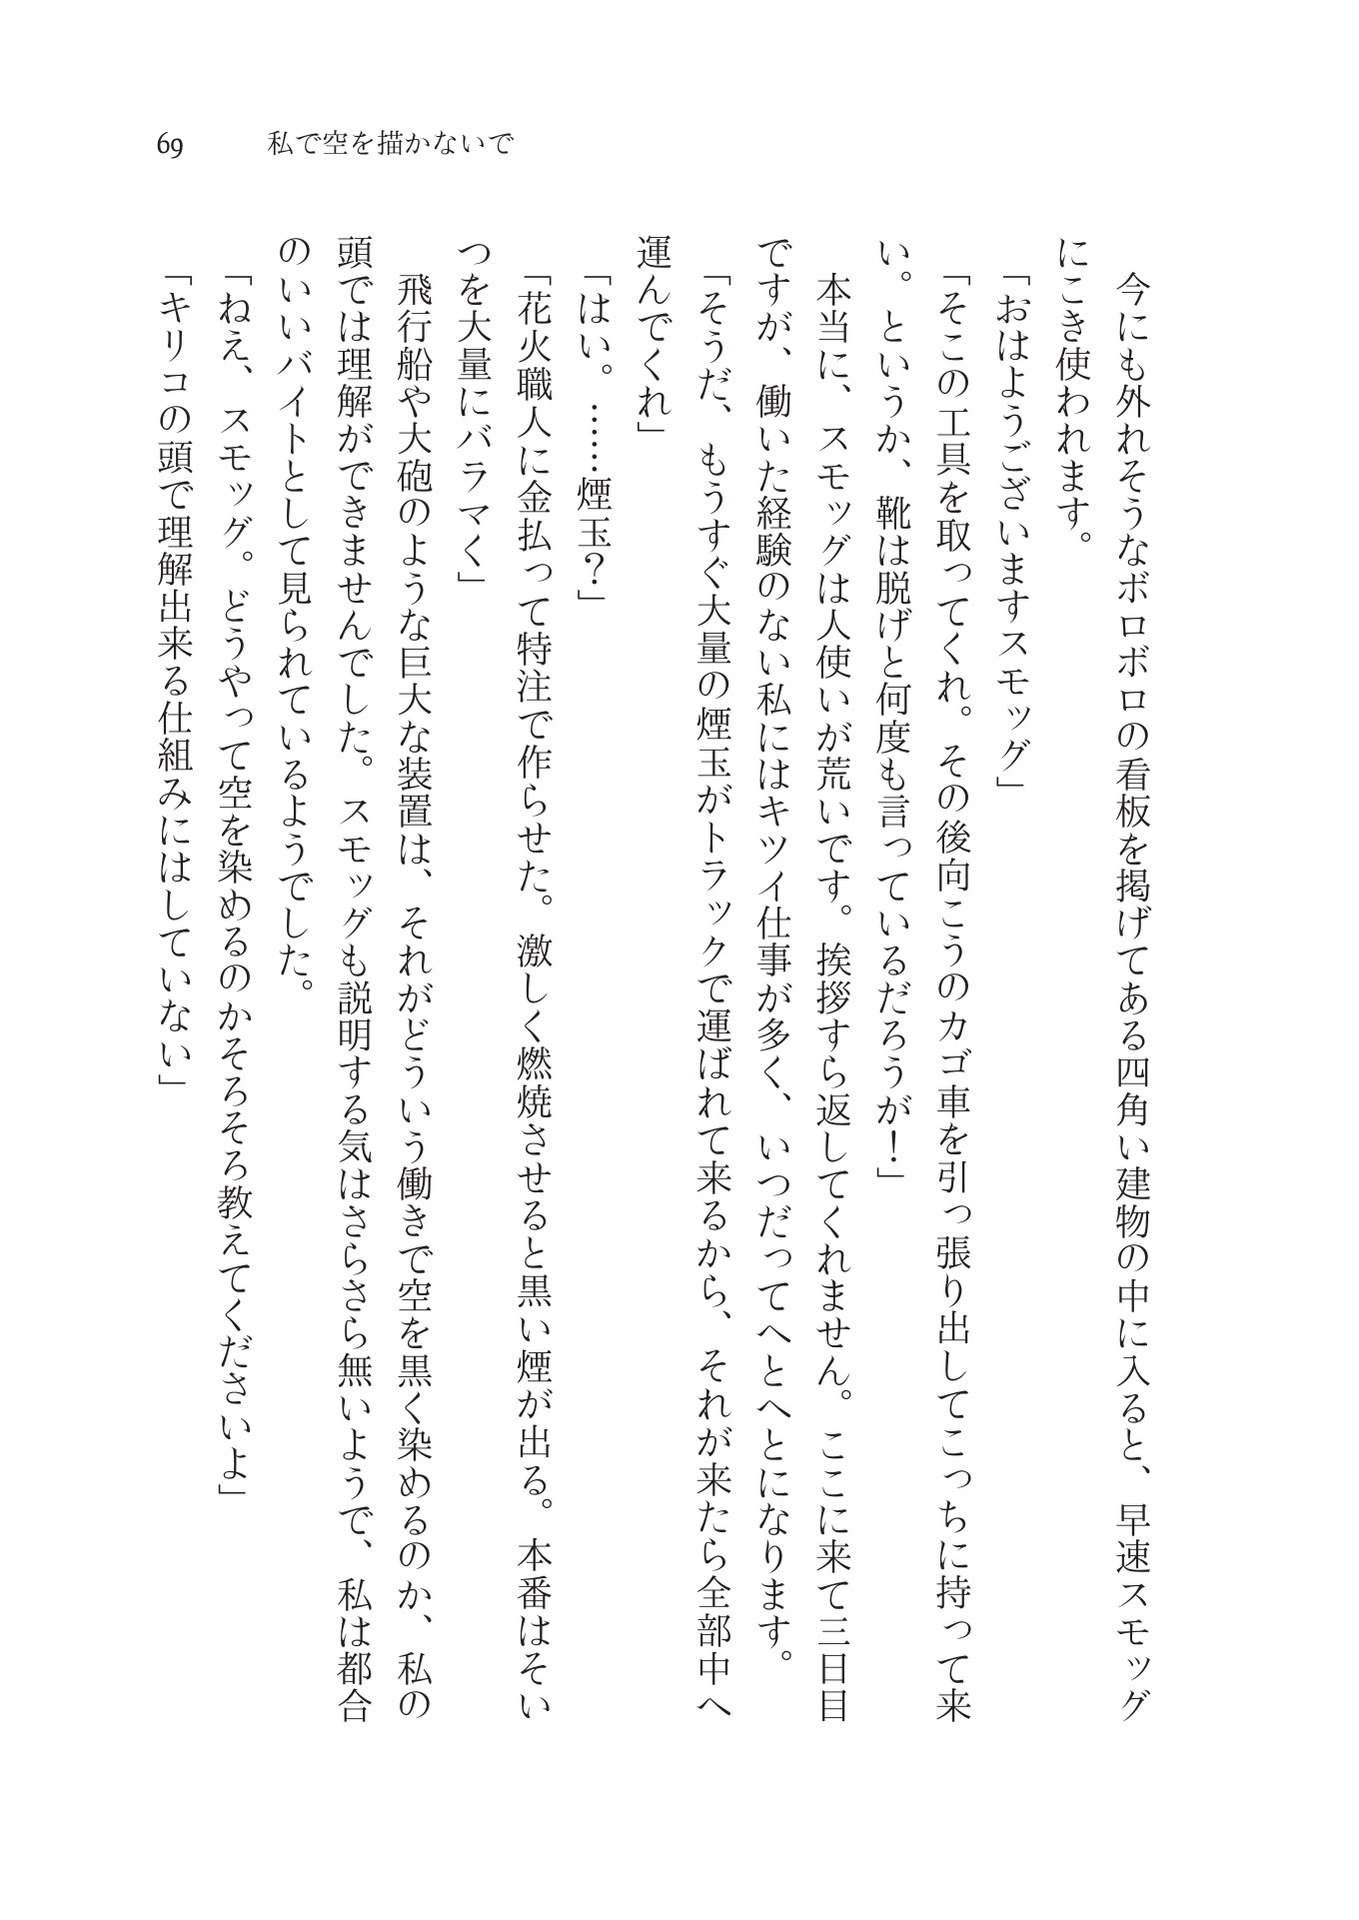 69 私で空を描かないで
　今にも外れそうなボロボロの看板を掲げてある四角い建物の中に入ると、早速スモッグ
にこき使われます。
「おはようございますスモッグ」
「そこの工具を取ってくれ。その後向こうのカゴ車を引っ張り出してこっちに持って来
い。というか、靴は脱げと何度も言っているだろうが！」
　本当に、スモッグは人使いが荒いです。挨拶すら返してくれません。ここに来て三日目
ですが、働いた経験のない私にはキツイ仕事が多く、いつだってへとへとになります。
「そうだ、もうすぐ大量の煙玉がトラックで運ばれて来るから、それが来たら全部中へ
運んでくれ」
「はい。……煙玉？」
「花火職人に金払って特注で作らせた。激しく燃焼させると黒い煙が出る。本番はそい
つを大量にバラマく」
　飛行船や大砲のような巨大な装置は、それがどういう働きで空を黒く染めるのか、私の
頭では理解ができませんでした。スモッグも説明する気はさらさら無いようで、私は都合
のいいバイトとして見られているようでした。
「ねえ、スモッグ。どうやって空を染めるのかそろそろ教えてくださいよ」
「キリコの頭で理解出来る仕組みにはしていない」